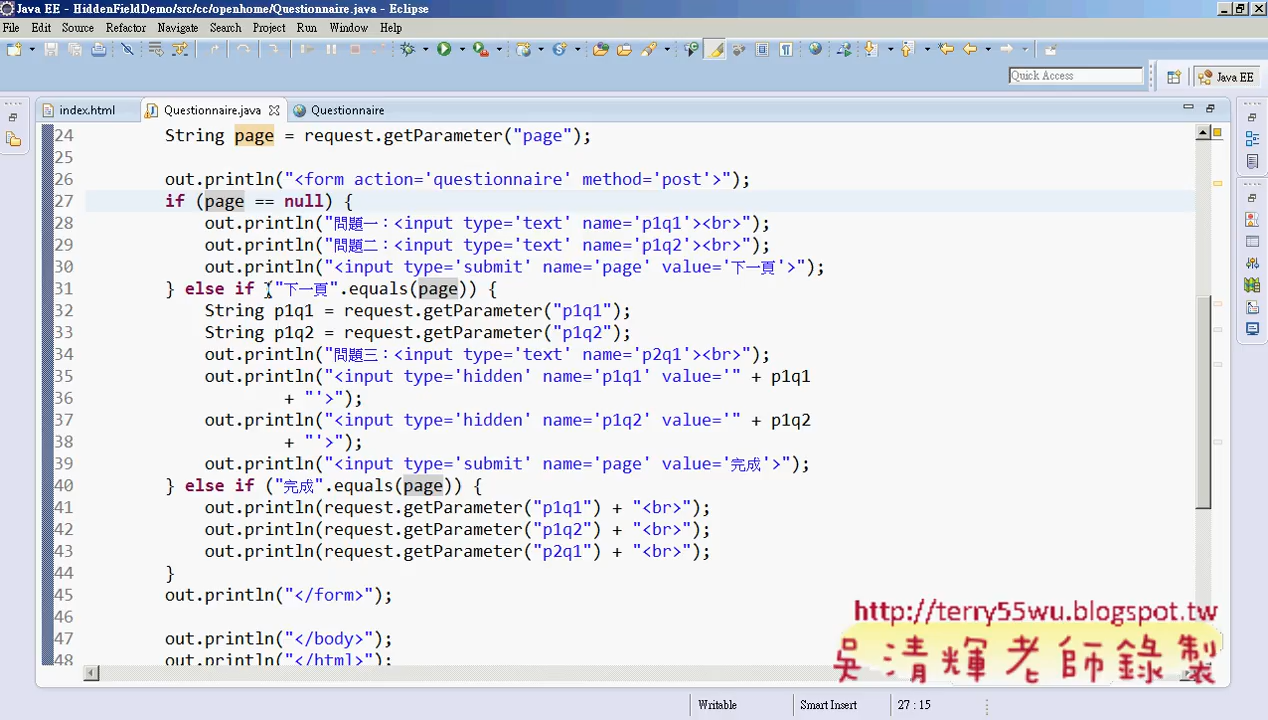 Java EE - HiddenFieldDemo/src/cc/openhome/Questionnaire.java - Eclipse
File Edit Source Refactor Navigate Search Project Run Window Help
Quick Access
Java EE
index.html Questionnaire.java Questionnaire
24 String page = request.getParameter("page");
25
26 out.println("<form action='questionnaire' method='post'>");
27 if (page == null) {
28 out.println("問題一：<input type='text' name='p1q1'><br>");
29 out.println("問題二：<input type='text' name='p1q2'><br>");
30 out.println("<input type='submit' name='page' value='下一頁'>");
31 } else if ("下一頁".equals(page)) {
32 String p1q1 = request.getParameter("p1q1");
33 String p1q2 = request.getParameter("p1q2");
34 out.println("問題三：<input type='text' name='p2q1'><br>");
35 out.println("<input type='hidden' name='p1q1' value='" + p1q1
36 + "'>");
37 out.println("<input type='hidden' name='p1q2' value='" + p1q2
38 + "'>");
39 out.println("<input type='submit' name='page' value='完成'>");
40 } else if ("完成".equals(page)) {
41 out.println(request.getParameter("p1q1") + "<br>");
42 out.println(request.getParameter("p1q2") + "<br>");
43 out.println(request.getParameter("p2q1") + "<br>");
44 }
45 out.println("</form>");
46
47 out.println("</body>");
48 out.println("</html>");
http://terry55wu.blogspot.tw
吳清輝老師錄製
Writable Smart Insert 27 : 15